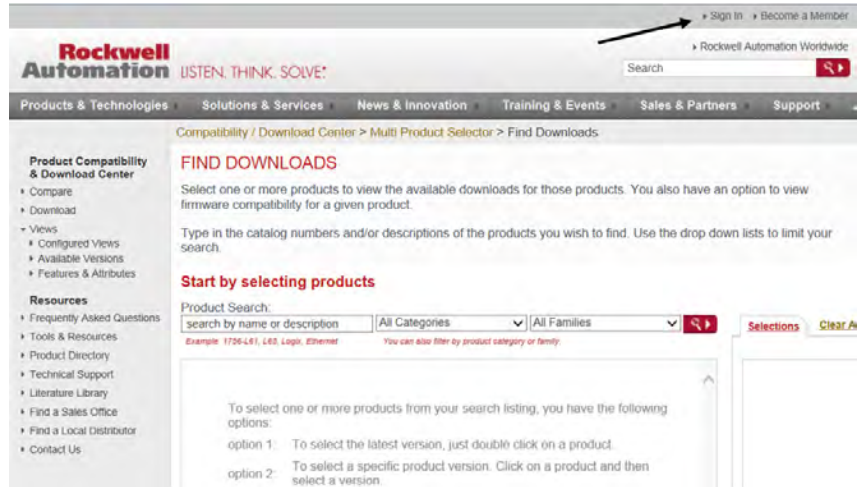 Sign In Become a Member
Rockwell
Automation LISTEN. THINK. SOLVE.®
Rockwell Automation Worldwide
Search
Products & Technologies Solutions & Services News & Innovation Training & Events Sales & Partners Support
Compatibility / Download Center > Multi Product Selector > Find Downloads
Product Compatibility
& Download Center
Compare
Download
Views
Configured Views
Available Versions
Features & Attributes
Resources
Frequently Asked Questions
Tools & Resources
Product Directory
Technical Support
Literature Library
Find a Sales Office
Find a Local Distributor
Contact Us
FIND DOWNLOADS
Select one or more products to view the available downloads for those products. You also have an option to view
firmware compatibility for a given product.
Type in the catalog numbers and/or descriptions of the products you wish to find. Use the drop down lists to limit your
search.
Start by selecting products
Product Search:
search by name or description All Categories All Families
Example: 1756-L61, L63, Logix, Ethernet You can also filter by product category or family.
Selections Clear
To select one or more products from your search listing, you have the following
options:
option 1: To select the latest version, just double click on a product.
option 2: To select a specific product version. Click on a product and then
select a version.